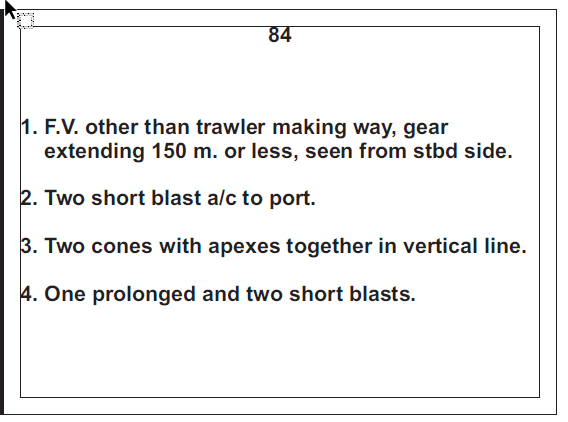 84
1. F.V. other than trawler making way, gear
extending 150 m. or less, seen from stbd side.
2. Two short blast a/c to port.
3. Two cones with apexes together in vertical line.
4. One prolonged and two short blasts.